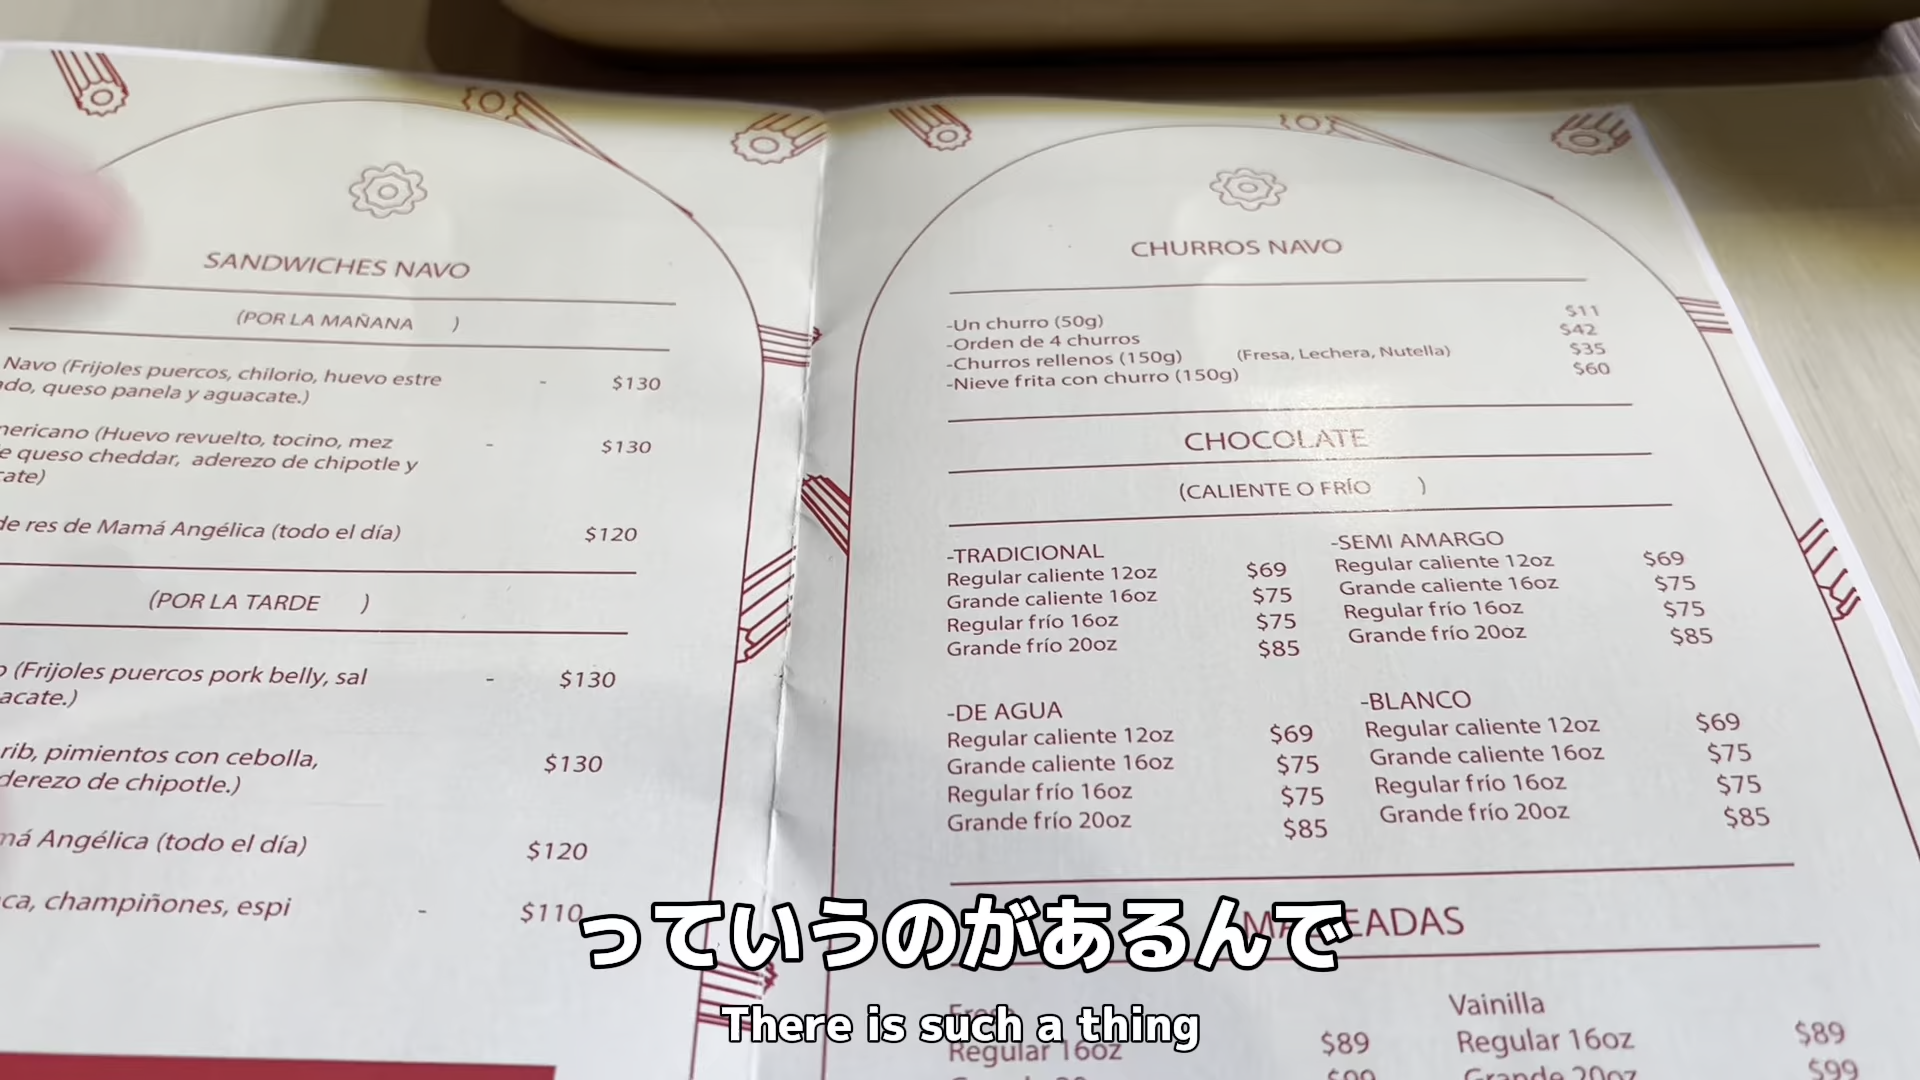 SANDWICHES NAVO
(POR LA MAÑANA )
Navo (Frijoles puercos, chilorio, huevo estre - $130
do, queso panela y aguacate.)
ericano (Huevo revuelto, tocino, mez - $130
e queso cheddar, aderezo de chipotle y
ate)
de res de Mamá Angélica (todo el día) $120
(POR LA TARDE )
(Frijoles puercos pork belly, sal - $130
acate.)
rib, pimientos con cebolla, $130
derezo de chipotle.)
má Angélica (todo el día) $120
ca, champiñones, espi - $110
CHURROS NAVO
-Un churro (50g) $11
-Orden de 4 churros $42
-Churros rellenos (150g) (Fresa, Lechera, Nutella) $35
-Nieve frita con churro (150g) $60
CHOCOLATE
(CALIENTE O FRÍO )
-TRADICIONAL
Regular caliente 12oz $69
Grande caliente 16oz $75
Regular frío 16oz $75
Grande frío 20oz $85
-SEMI AMARGO
Regular caliente 12oz $69
Grande caliente 16oz $75
Regular frío 16oz $75
Grande frío 20oz $85
-DE AGUA
Regular caliente 12oz $69
Grande caliente 16oz $75
Regular frío 16oz $75
Grande frío 20oz $85
-BLANCO
Regular caliente 12oz $69
Grande caliente 16oz $75
Regular frío 16oz $75
Grande frío 20oz $85
EADAS
Regular 16oz $89
Vainilla
Regular 16oz $89
Grande 20oz $99
っていうのがあるんで
There is such a thing